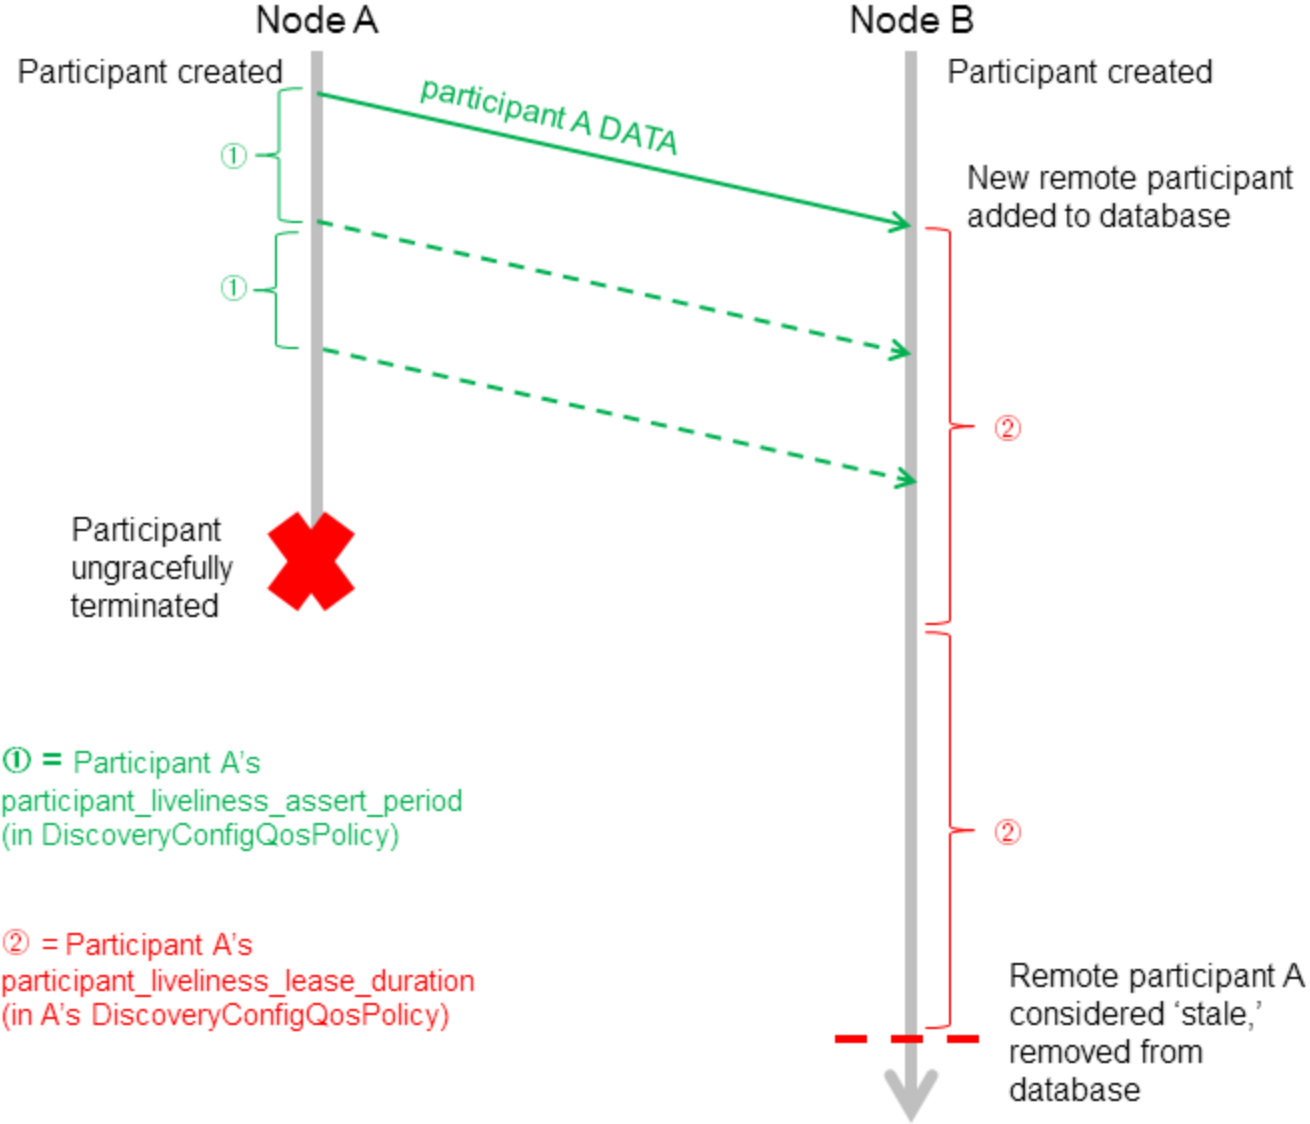 Node A
Node B
Participant created
Participant created
participant A DATA
①
New remote participant
added to database
①
②
Participant
ungracefully
terminated
① = Participant A’s
participant_liveliness_assert_period
(in DiscoveryConfigQosPolicy)
②
② = Participant A’s
participant_liveliness_lease_duration
(in A’s DiscoveryConfigQosPolicy)
Remote participant A
considered ‘stale,’
removed from
database